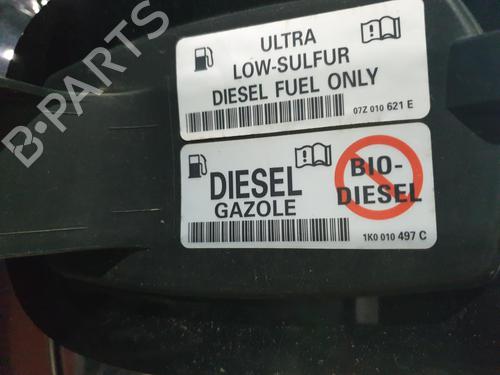 B-PARTS
ULTRA
LOW-SULFUR
DIESEL FUEL ONLY
07Z 010 621 E
DIESEL
GAZOLE
BIO-
DIESEL
1K0 010 497 C